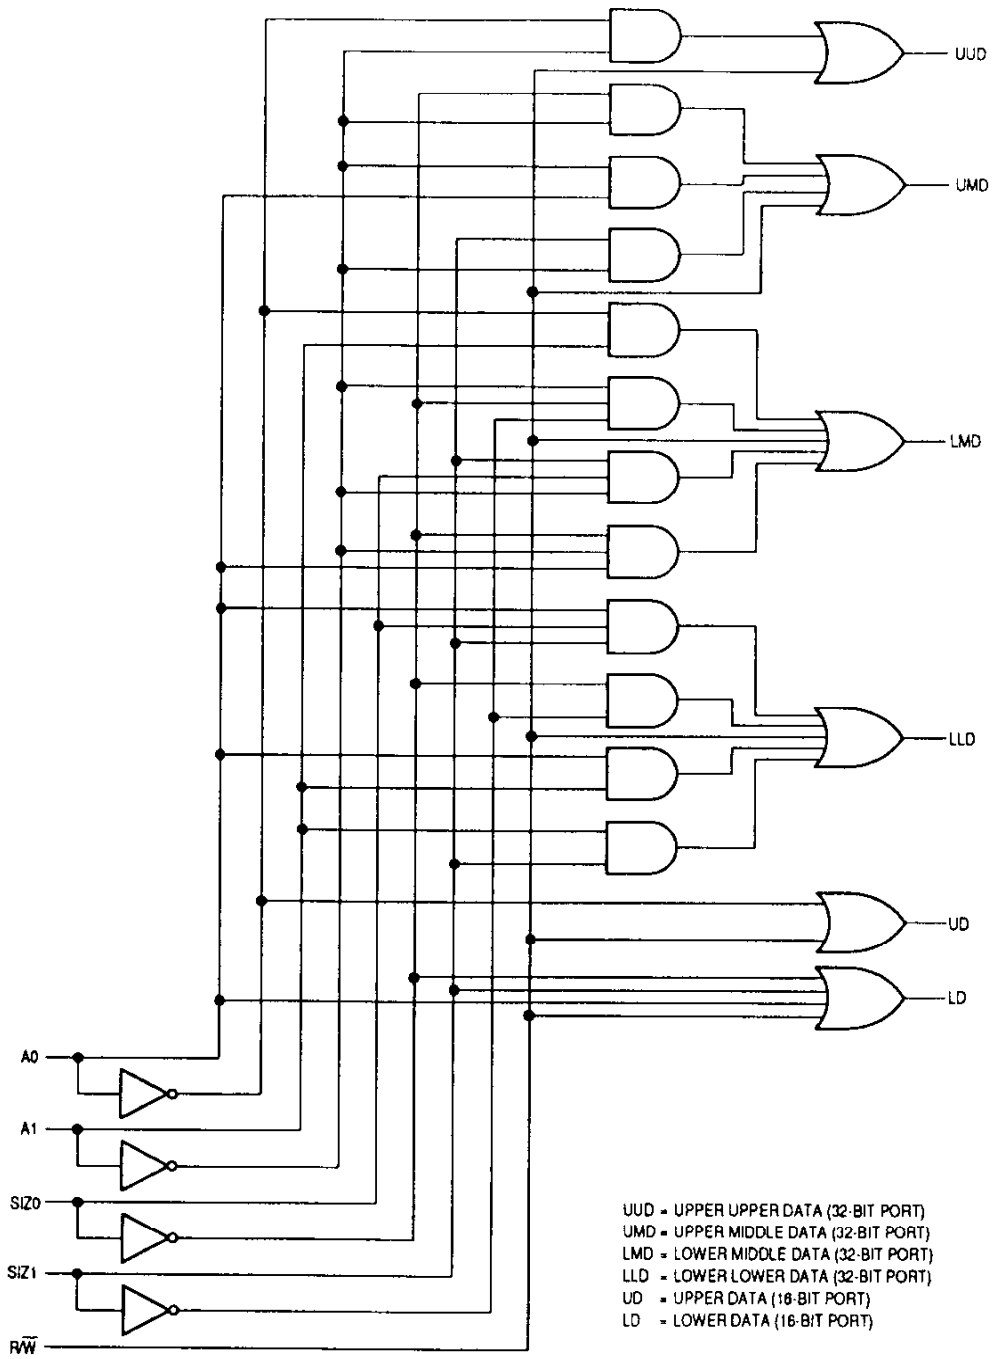 UUD
UMD
LMD
LLD
UD
LD
A0
A1
SIZ0
SIZ1
R/W̅
UUD = UPPER UPPER DATA (32-BIT PORT)
UMD = UPPER MIDDLE DATA (32-BIT PORT)
LMD = LOWER MIDDLE DATA (32-BIT PORT)
LLD = LOWER LOWER DATA (32-BIT PORT)
UD = UPPER DATA (16-BIT PORT)
LD = LOWER DATA (16-BIT PORT)